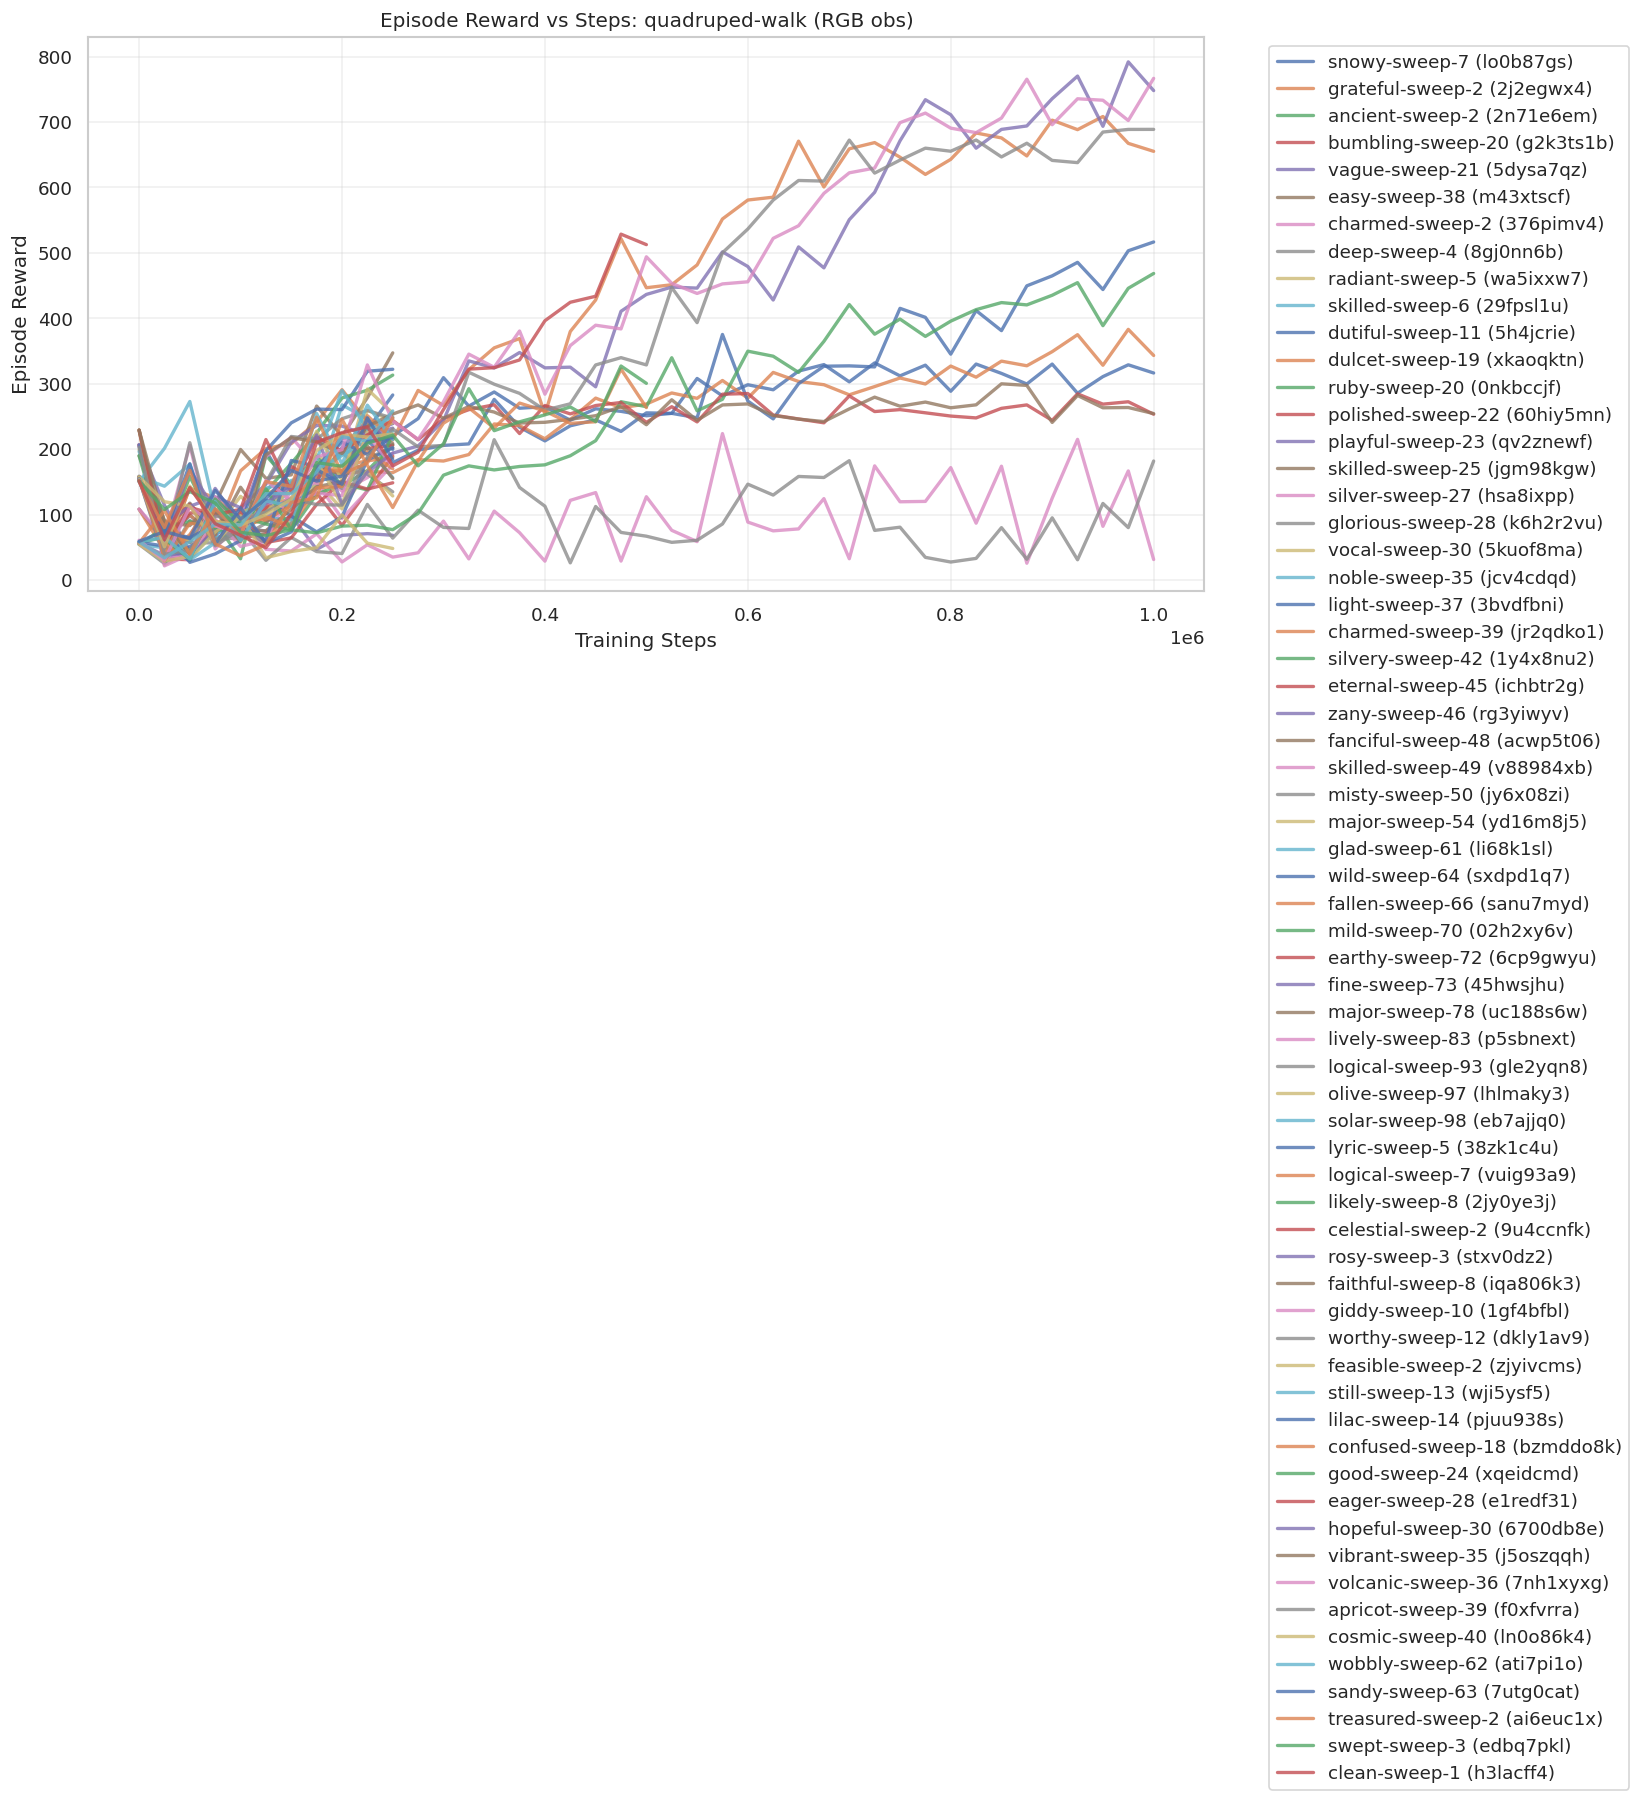 Episode Reward vs Steps: quadruped-walk (RGB obs)
Episode Reward
800
700
600
500
400
300
200
100
0
0.0
0.2
0.4
0.6
0.8
1.0
1e6
Training Steps
snowy-sweep-7 (lo0b87gs)
grateful-sweep-2 (2j2egwx4)
ancient-sweep-2 (2n71e6em)
bumbling-sweep-20 (g2k3ts1b)
vague-sweep-21 (5dysa7qz)
easy-sweep-38 (m43xtscf)
charmed-sweep-2 (376pimv4)
deep-sweep-4 (8gj0nn6b)
radiant-sweep-5 (wa5ixxw7)
skilled-sweep-6 (29fpsl1u)
dutiful-sweep-11 (5h4jcrie)
dulcet-sweep-19 (xkaoqktn)
ruby-sweep-20 (0nkbccjf)
polished-sweep-22 (60hiy5mn)
playful-sweep-23 (qv2znewf)
skilled-sweep-25 (jgm98kgw)
silver-sweep-27 (hsa8ixpp)
glorious-sweep-28 (k6h2r2vu)
vocal-sweep-30 (5kuof8ma)
noble-sweep-35 (jcv4cdqd)
light-sweep-37 (3bvdfbni)
charmed-sweep-39 (jr2qdko1)
silvery-sweep-42 (1y4x8nu2)
eternal-sweep-45 (ichbtr2g)
zany-sweep-46 (rg3yiwyv)
fanciful-sweep-48 (acwp5t06)
skilled-sweep-49 (v88984xb)
misty-sweep-50 (jy6x08zi)
major-sweep-54 (yd16m8j5)
glad-sweep-61 (li68k1sl)
wild-sweep-64 (sxdpd1q7)
fallen-sweep-66 (sanu7myd)
mild-sweep-70 (02h2xy6v)
earthy-sweep-72 (6cp9gwyu)
fine-sweep-73 (45hwsjhu)
major-sweep-78 (uc188s6w)
lively-sweep-83 (p5sbnext)
logical-sweep-93 (gle2yqn8)
olive-sweep-97 (lhlmaky3)
solar-sweep-98 (eb7ajjq0)
lyric-sweep-5 (38zk1c4u)
logical-sweep-7 (vuig93a9)
likely-sweep-8 (2jy0ye3j)
celestial-sweep-2 (9u4ccnfk)
rosy-sweep-3 (stxv0dz2)
faithful-sweep-8 (iqa806k3)
giddy-sweep-10 (1gf4bfbl)
worthy-sweep-12 (dkly1av9)
feasible-sweep-2 (zjyivcms)
still-sweep-13 (wji5ysf5)
lilac-sweep-14 (pjuu938s)
confused-sweep-18 (bzmddo8k)
good-sweep-24 (xqeidcmd)
eager-sweep-28 (e1redf31)
hopeful-sweep-30 (6700db8e)
vibrant-sweep-35 (j5oszqqh)
volcanic-sweep-36 (7nh1xyxg)
apricot-sweep-39 (f0xfvrra)
cosmic-sweep-40 (ln0o86k4)
wobbly-sweep-62 (ati7pi1o)
sandy-sweep-63 (7utg0cat)
treasured-sweep-2 (ai6euc1x)
swept-sweep-3 (edbq7pkl)
clean-sweep-1 (h3lacff4)